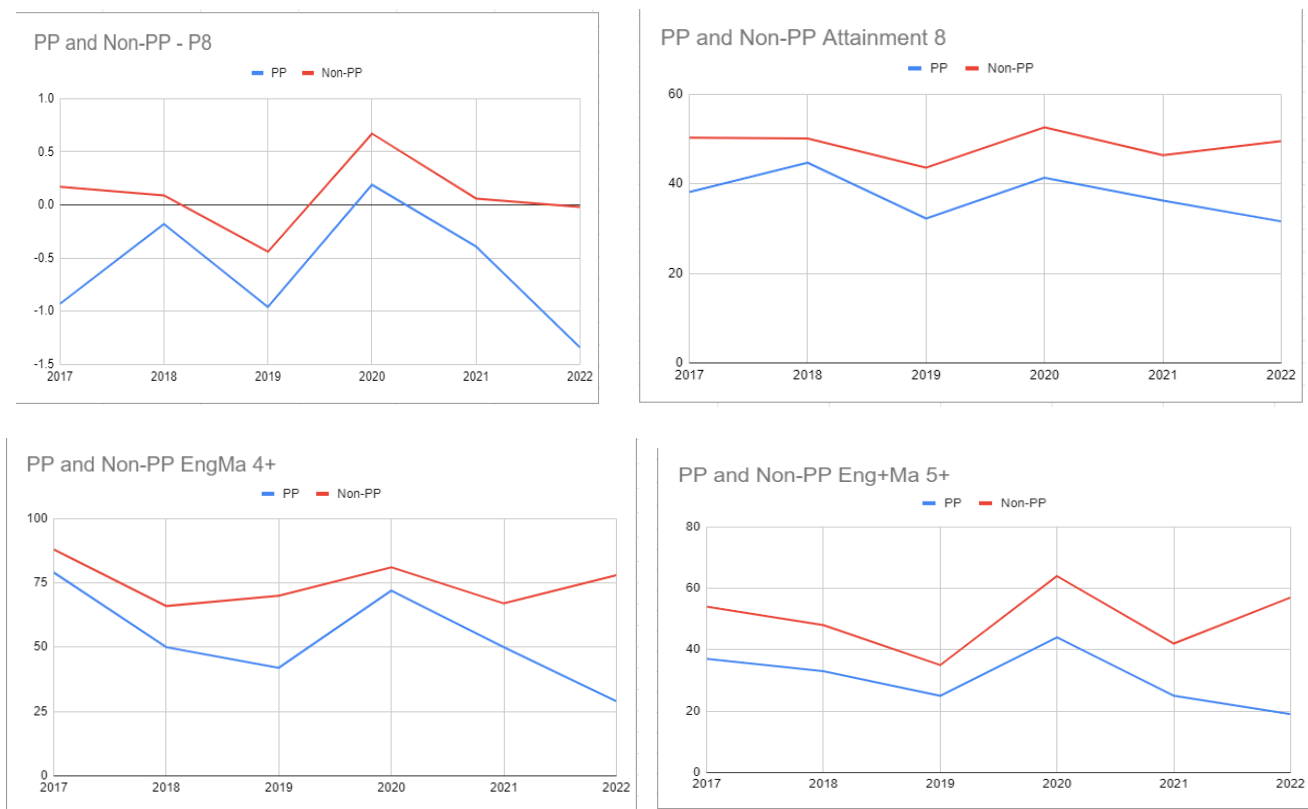 PP and Non-PP - P8
PP Non-PP
1.0
0.5
0.0
-0.5
-1.0
-1.5
2017 2018 2019 2020 2021 2022
PP and Non-PP Attainment 8
PP Non-PP
60
40
20
0
2017 2018 2019 2020 2021 2022
PP and Non-PP EngMa 4+
PP Non-PP
100
75
50
25
0
2017 2018 2019 2020 2021 2022
PP and Non-PP Eng+Ma 5+
PP Non-PP
80
60
40
20
0
2017 2018 2019 2020 2021 2022